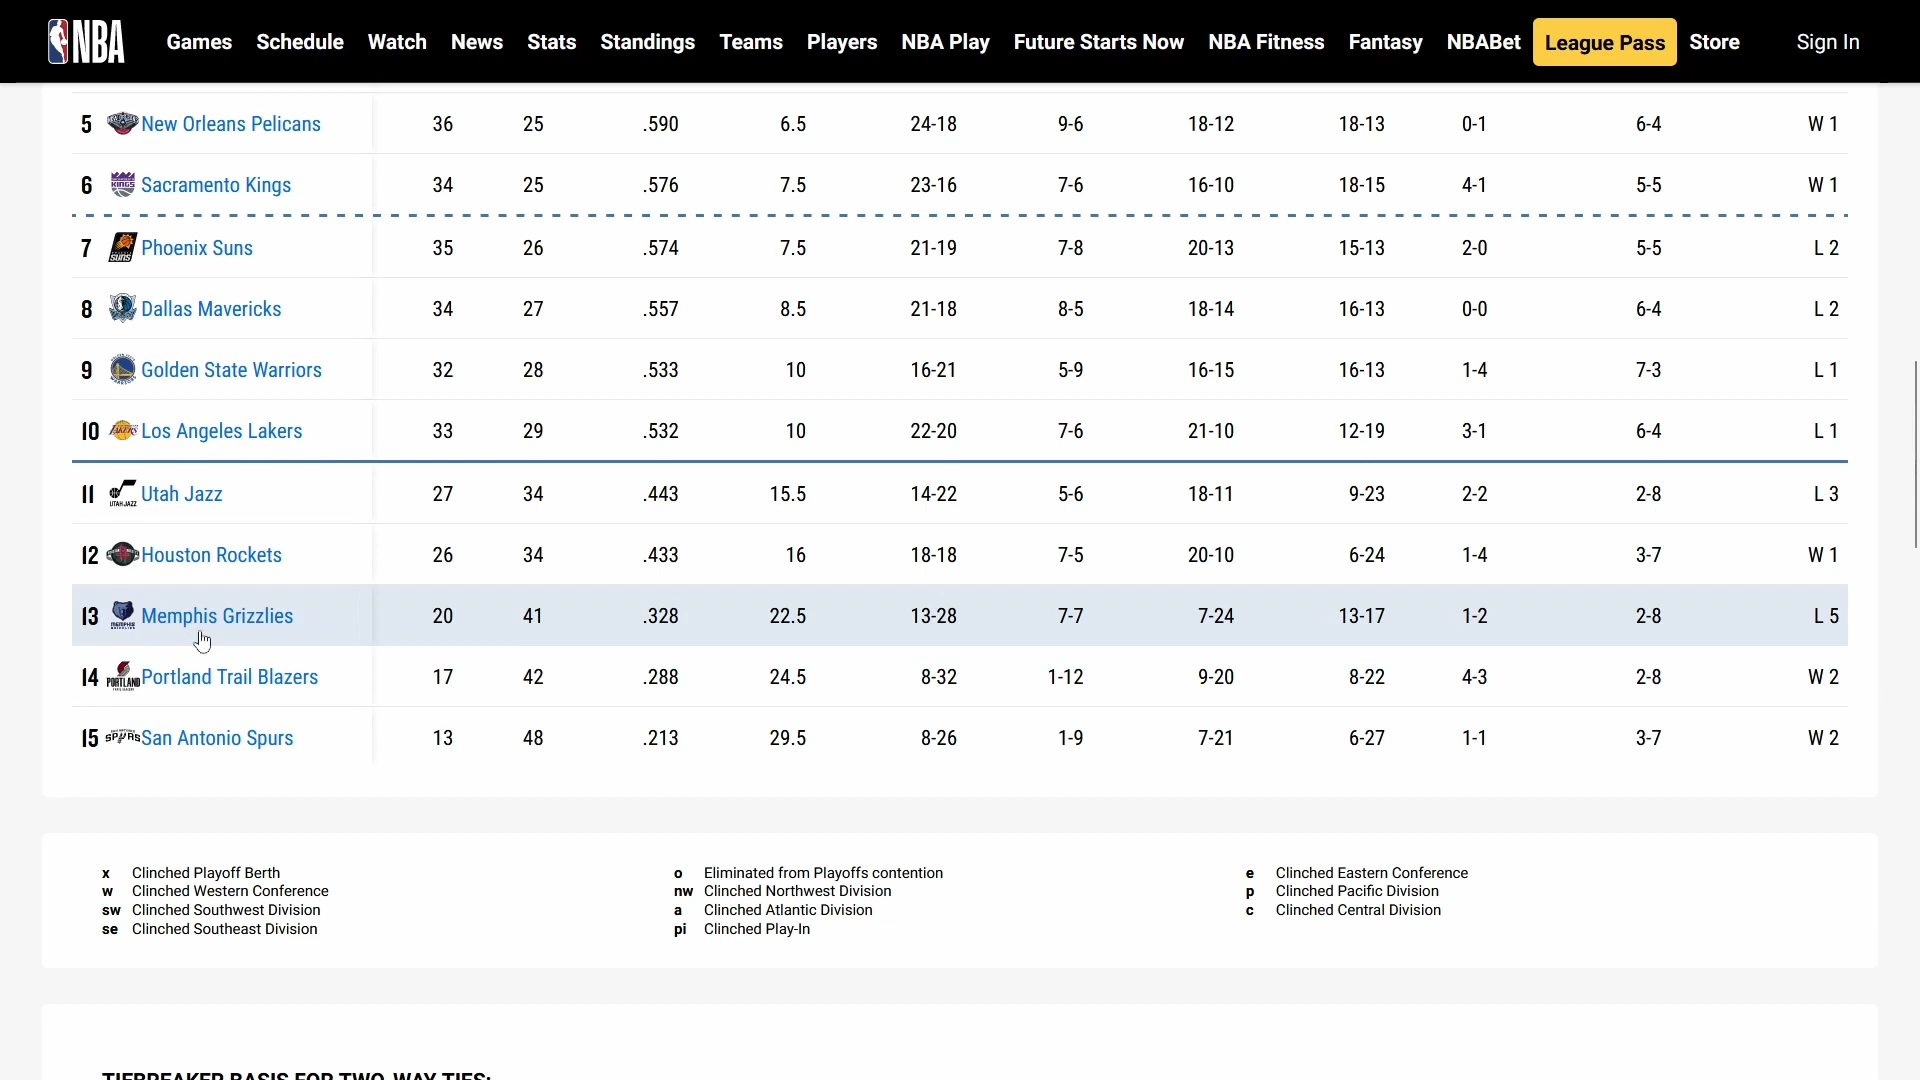 NBA Games Schedule Watch News Stats Standings Teams Players NBA Play Future Starts Now NBA Fitness Fantasy NBABet League Pass Store Sign In
5 New Orleans Pelicans 36 25 .590 6.5 24-18 9-6 18-12 18-13 0-1 6-4 W 1
6 KINGS Sacramento Kings 34 25 .576 7.5 23-16 7-6 16-10 18-15 4-1 5-5 W 1
7 SUNS Phoenix Suns 35 26 .574 7.5 21-19 7-8 20-13 15-13 2-0 5-5 L 2
8 Dallas Mavericks 34 27 .557 8.5 21-18 8-5 18-14 16-13 0-0 6-4 L 2
9 Golden State Warriors 32 28 .533 10 16-21 5-9 16-15 16-13 1-4 7-3 L 1
10 LAKERS Los Angeles Lakers 33 29 .532 10 22-20 7-6 21-10 12-19 3-1 6-4 L 1
11 UTAH JAZZ Utah Jazz 27 34 .443 15.5 14-22 5-6 18-11 9-23 2-2 2-8 L 3
12 Houston Rockets 26 34 .433 16 18-18 7-5 20-10 6-24 1-4 3-7 W 1
13 MEMPHIS Memphis Grizzlies 20 41 .328 22.5 13-28 7-7 7-24 13-17 1-2 2-8 L 5
14 PORTLAND Portland Trail Blazers 17 42 .288 24.5 8-32 1-12 9-20 8-22 4-3 2-8 W 2
15 SPURS San Antonio Spurs 13 48 .213 29.5 8-26 1-9 7-21 6-27 1-1 3-7 W 2
x Clinched Playoff Berth
w Clinched Western Conference
sw Clinched Southwest Division
se Clinched Southeast Division
o Eliminated from Playoffs contention
nw Clinched Northwest Division
a Clinched Atlantic Division
pi Clinched Play-In
e Clinched Eastern Conference
p Clinched Pacific Division
c Clinched Central Division
TIEBREAKER BASIS FOR TWO-WAY TIES: